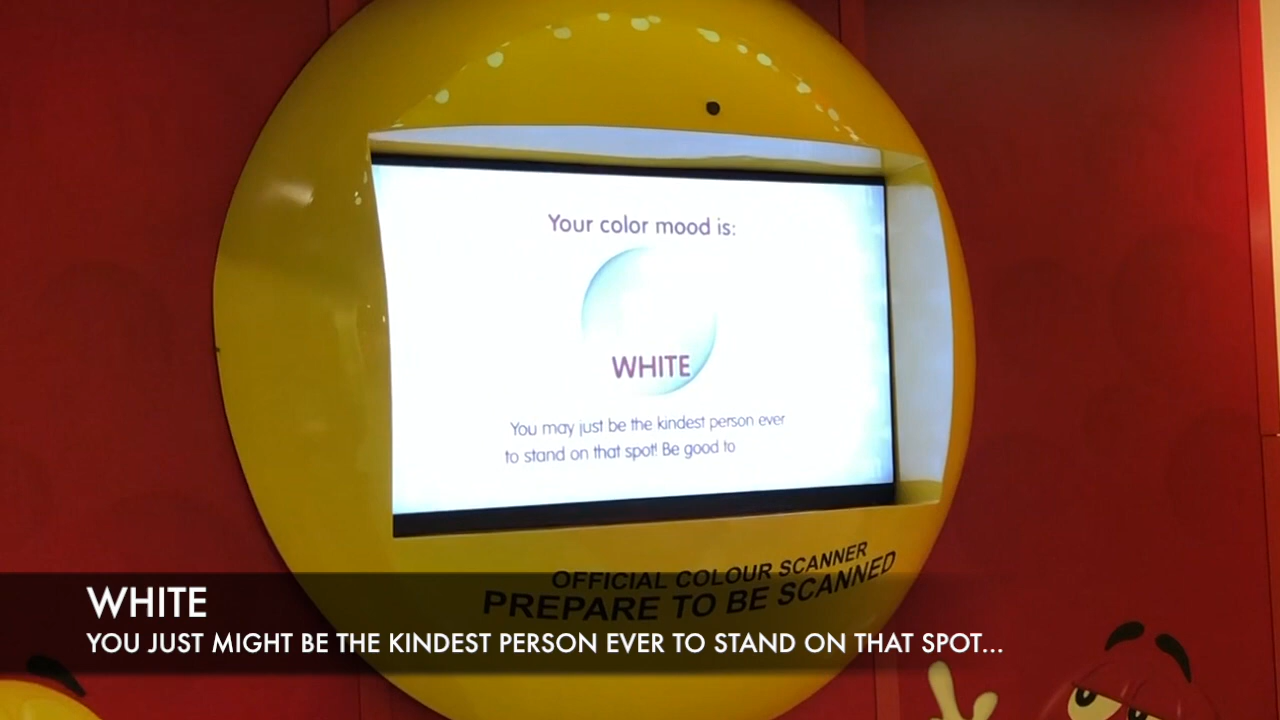 Your color mood is:
WHITE
You may just be the kindest person ever
to stand on that spot! Be good to
OFFICIAL COLOUR SCANNER
PREPARE TO BE SCANNED
WHITE
YOU JUST MIGHT BE THE KINDEST PERSON EVER TO STAND ON THAT SPOT...